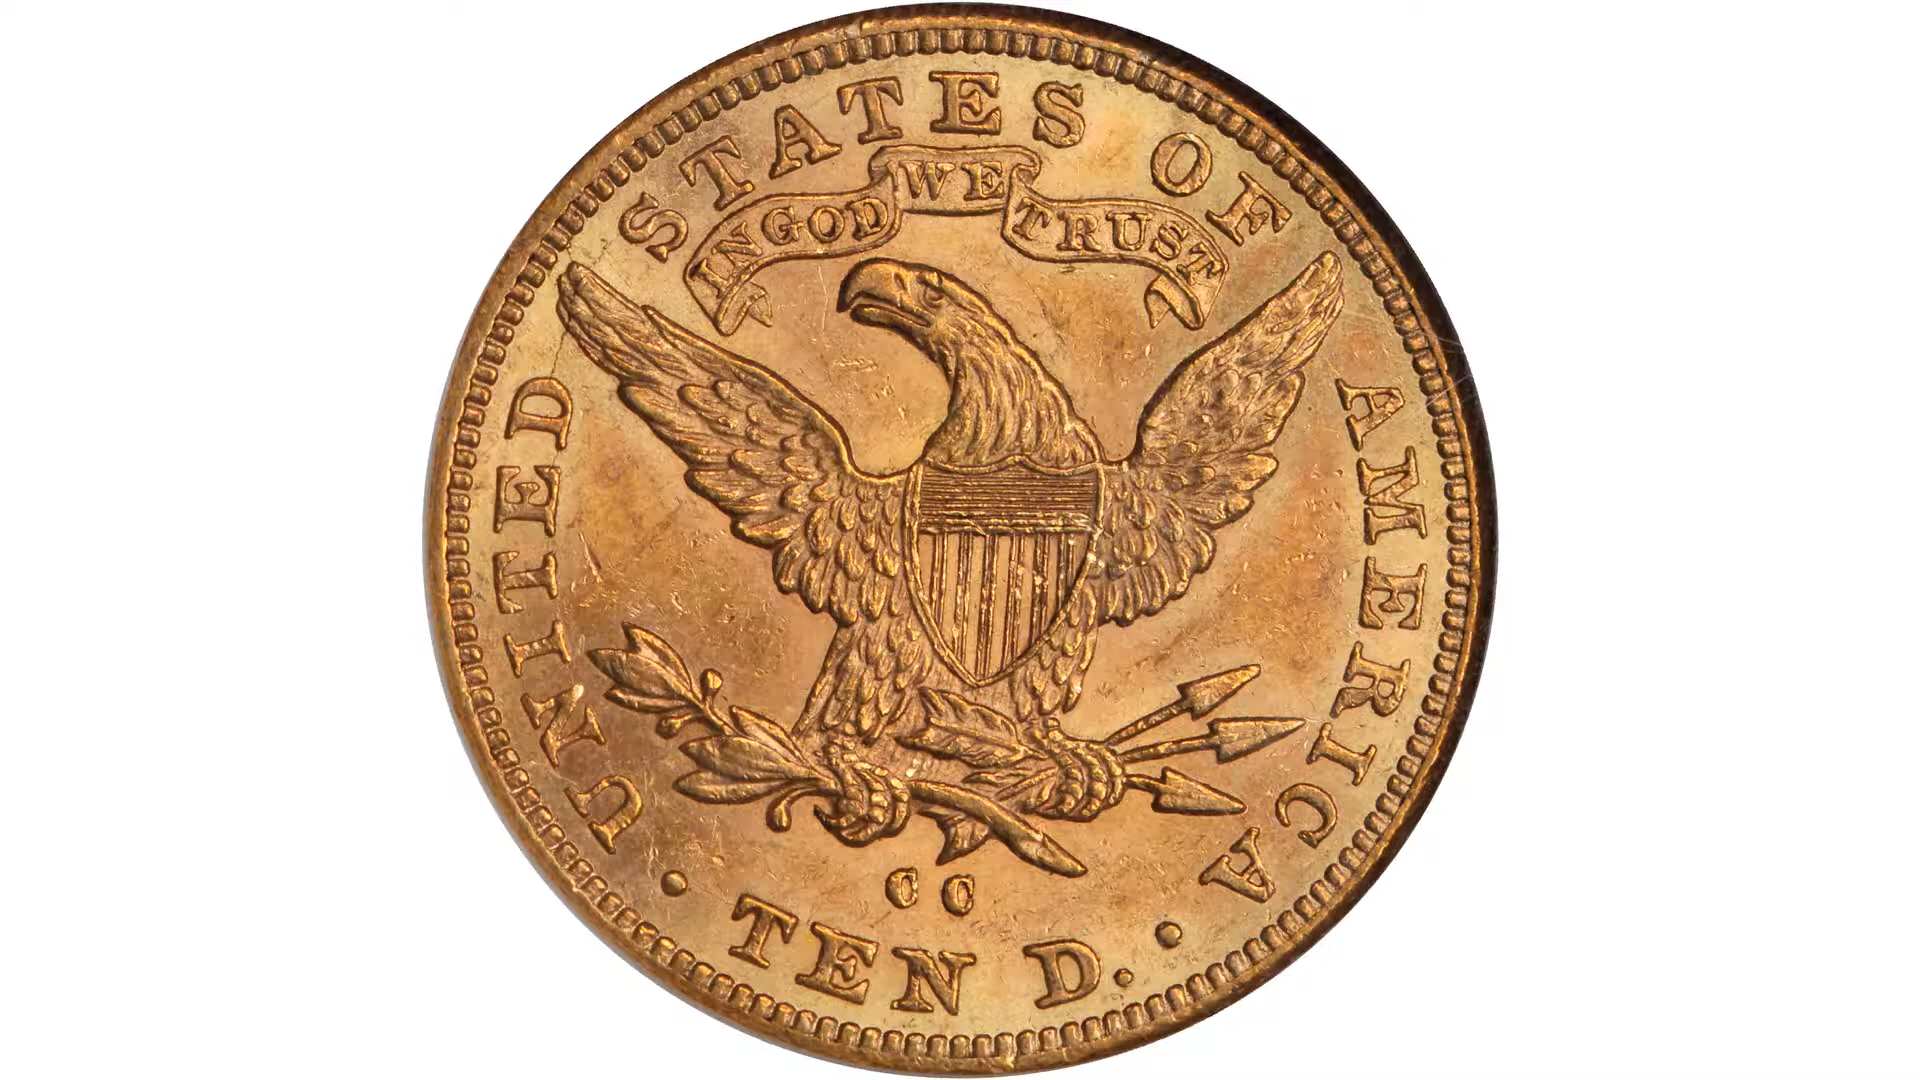 UNITED STATES OF AMERICA
IN GOD WE TRUST
CC
TEN D.